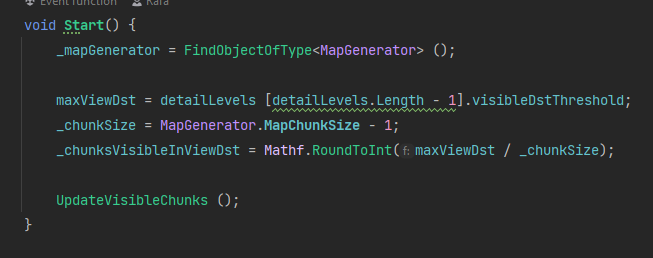 Event function Rafa
void Start() {
_mapGenerator = FindObjectOfType<MapGenerator> ();
maxViewDst = detailLevels [detailLevels.Length - 1].visibleDstThreshold;
_chunkSize = MapGenerator.MapChunkSize - 1;
_chunksVisibleInViewDst = Mathf.RoundToInt(f: maxViewDst / _chunkSize);
UpdateVisibleChunks ();
}